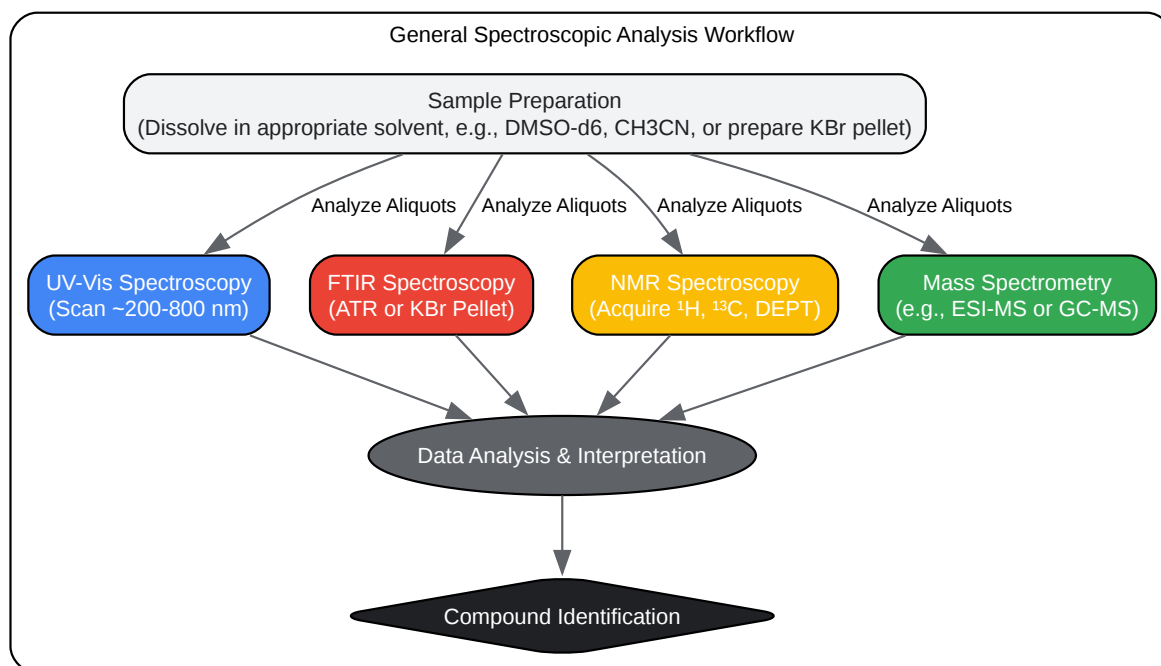 General Spectroscopic Analysis Workflow
Sample Preparation
(Dissolve in appropriate solvent, e.g., DMSO-d6, CH3CN, or prepare KBr pellet)
Analyze Aliquots
Analyze Aliquots
Analyze Aliquots
Analyze Aliquots
UV-Vis Spectroscopy
(Scan ~200-800 nm)
FTIR Spectroscopy
(ATR or KBr Pellet)
NMR Spectroscopy
(Acquire ¹H, ¹³C, DEPT)
Mass Spectrometry
(e.g., ESI-MS or GC-MS)
Data Analysis & Interpretation
Compound Identification